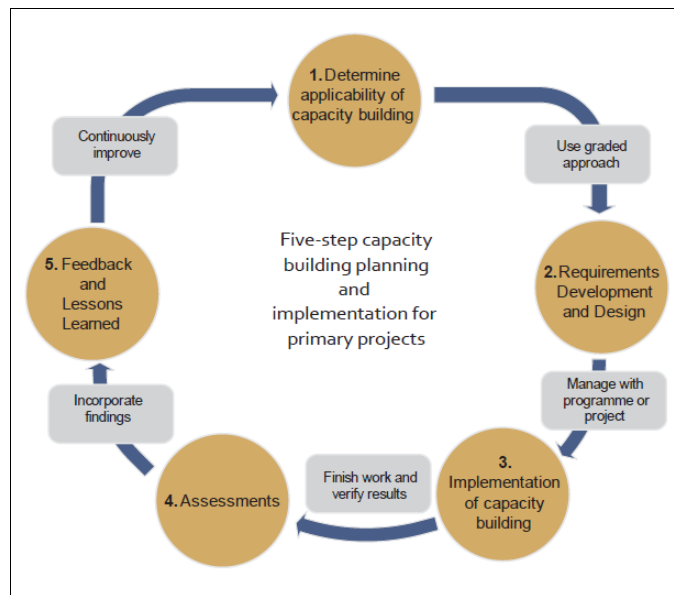 1. Determine
applicability of
capacity building
Use graded
approach
2. Requirements
Development
and Design
Manage with
programme or
project
3.
Implementation
of capacity
building
Finish work and
verify results
4. Assessments
Incorporate
findings
5. Feedback
and
Lessons
Learned
Continuously
improve
Five-step capacity
building planning
and
implementation for
primary projects